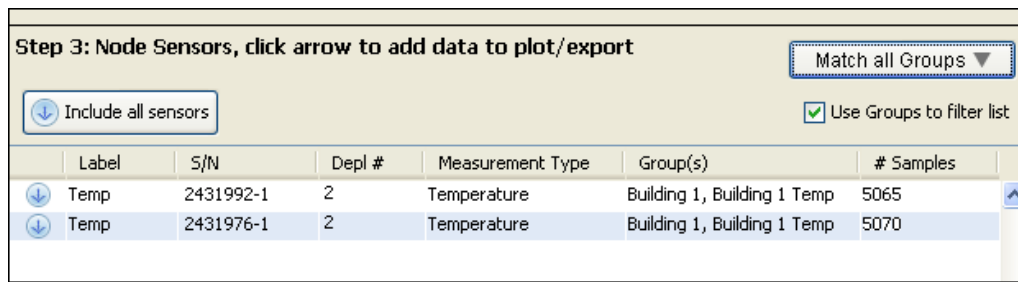 Step 3: Node Sensors, click arrow to add data to plot/export
Match all Groups
Include all sensors
Use Groups to filter list
Label S/N Depl # Measurement Type Group(s) # Samples
Temp 2431992-1 2 Temperature Building 1, Building 1 Temp 5065
Temp 2431976-1 2 Temperature Building 1, Building 1 Temp 5070